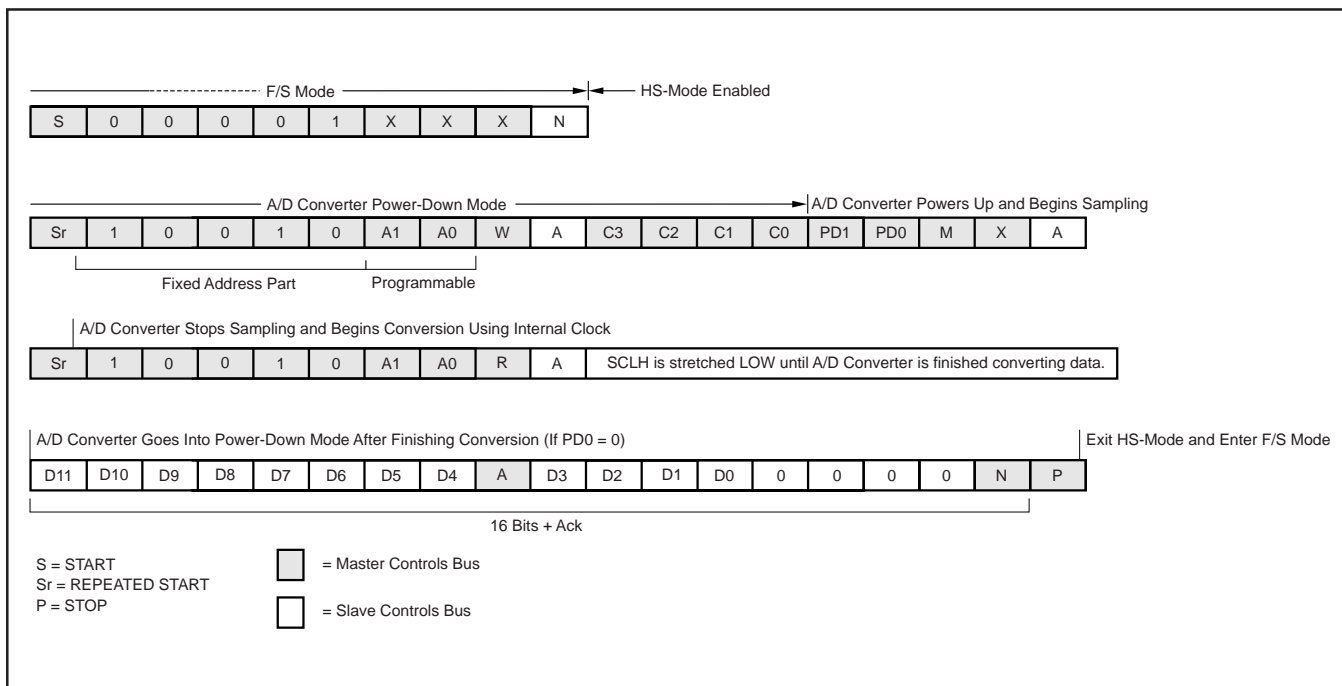 F/S Mode HS-Mode Enabled
S 0 0 0 0 1 X X X N
A/D Converter Power-Down Mode A/D Converter Powers Up and Begins Sampling
Sr 1 0 0 1 0 A1 A0 W A C3 C2 C1 C0 PD1 PD0 M X A
Fixed Address Part Programmable
A/D Converter Stops Sampling and Begins Conversion Using Internal Clock
Sr 1 0 0 1 0 A1 A0 R A SCLH is stretched LOW until A/D Converter is finished converting data.
A/D Converter Goes Into Power-Down Mode After Finishing Conversion (If PD0 = 0) Exit HS-Mode and Enter F/S Mode
D11 D10 D9 D8 D7 D6 D5 D4 A D3 D2 D1 D0 0 0 0 0 N P
16 Bits + Ack
S = START
Sr = REPEATED START
P = STOP
= Master Controls Bus
= Slave Controls Bus